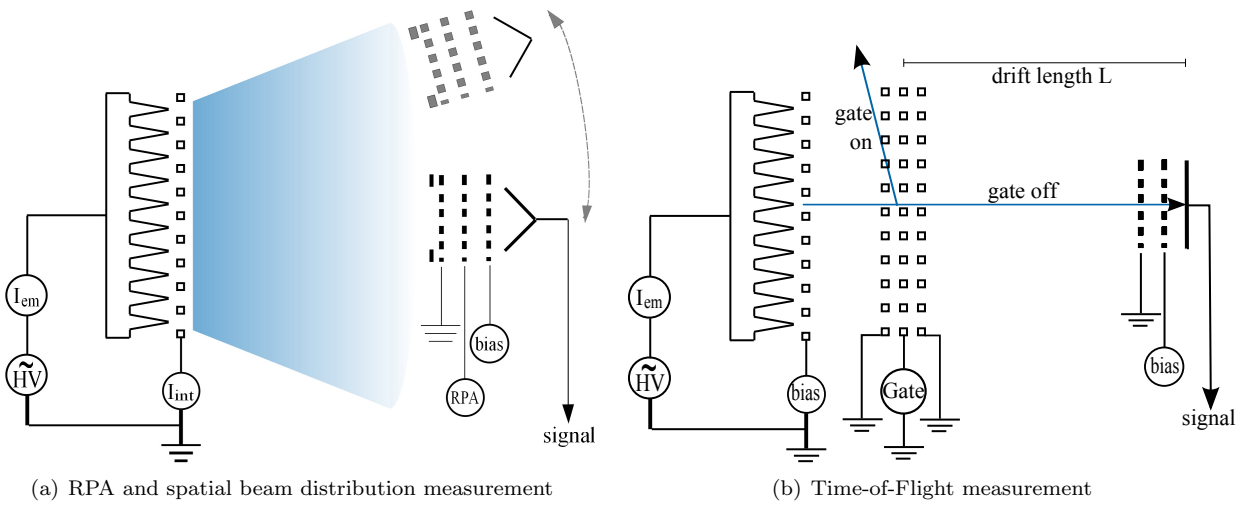 I_em
H̃V
I_int
RPA
bias
signal
(a) RPA and spatial beam distribution measurement
drift length L
gate
on
gate off
I_em
H̃V
bias
Gate
bias
signal
(b) Time-of-Flight measurement